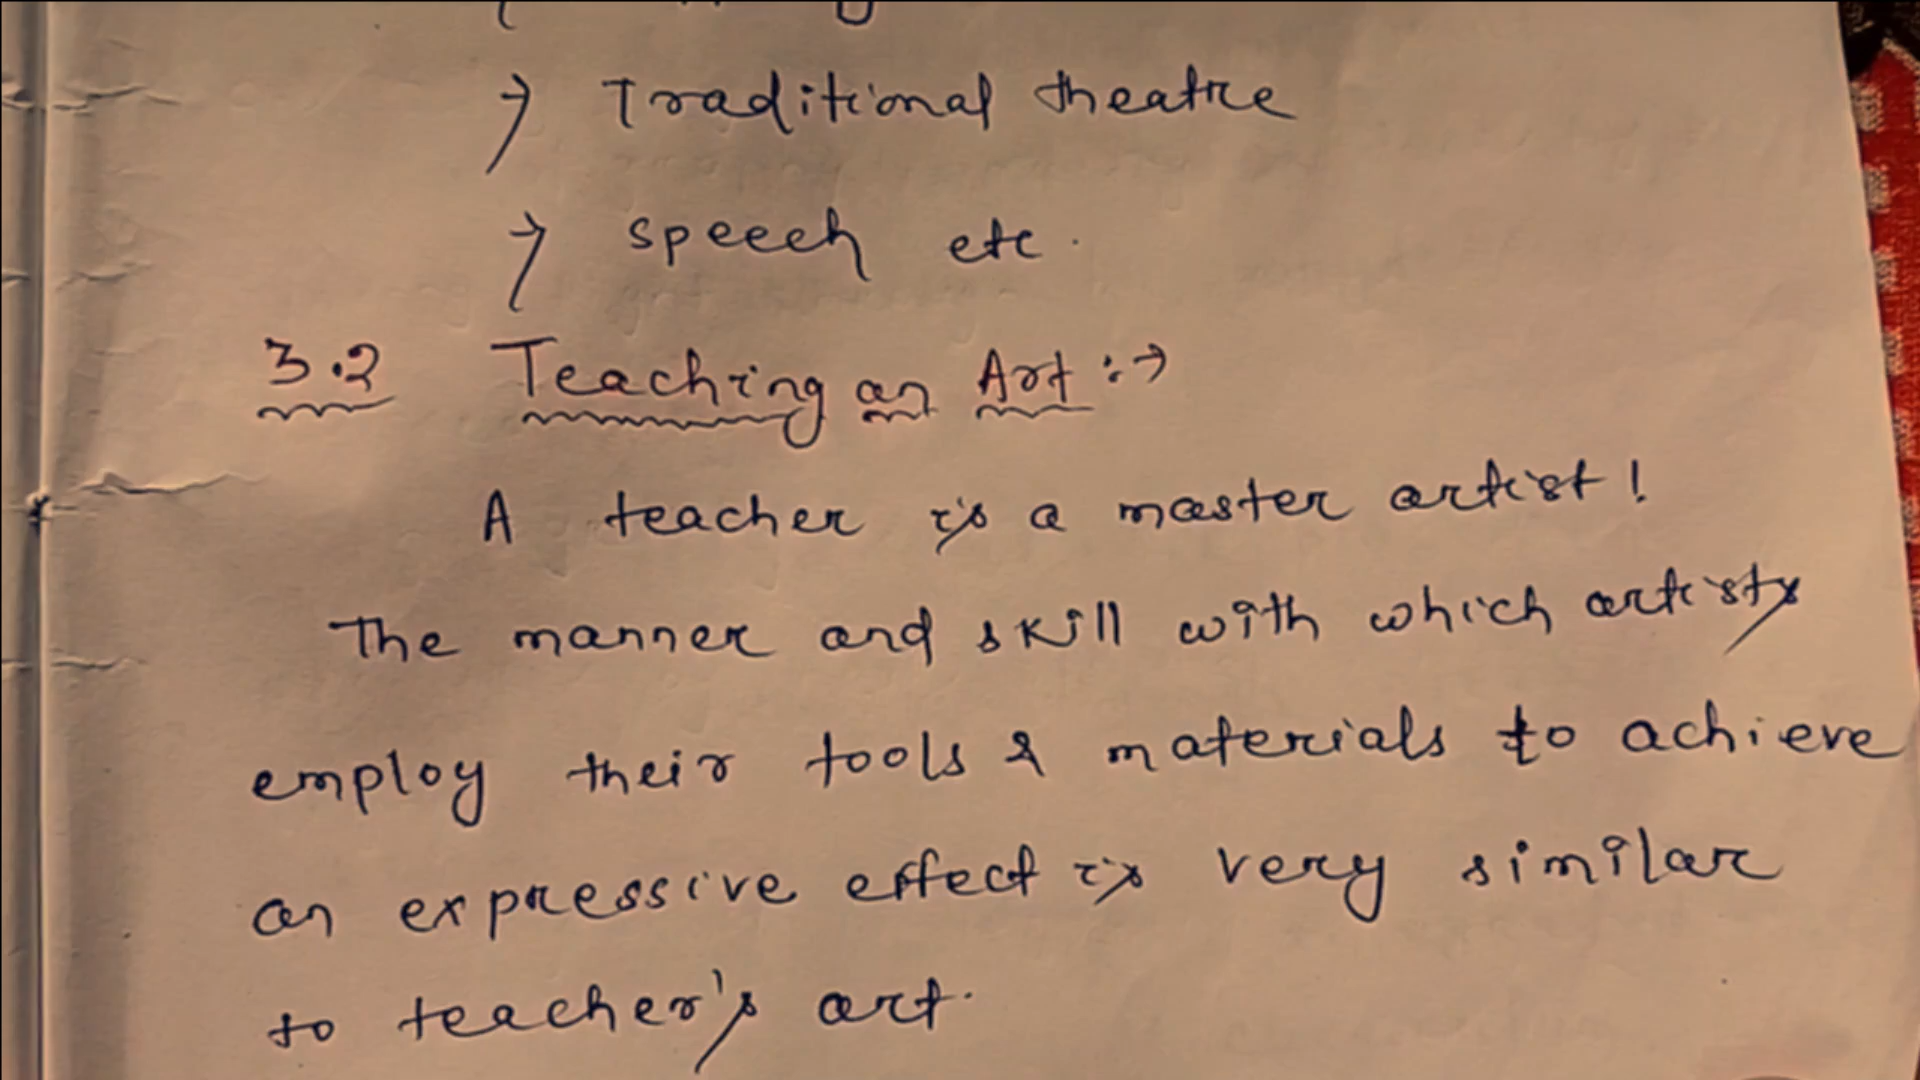 → Traditional theatre
→ speech etc.
3.2 Teaching an Art :→
A teacher is a master artist!
The manner and skill with which artists
employ their tools & materials to achieve
an expressive effect is very similar
to teacher's art.